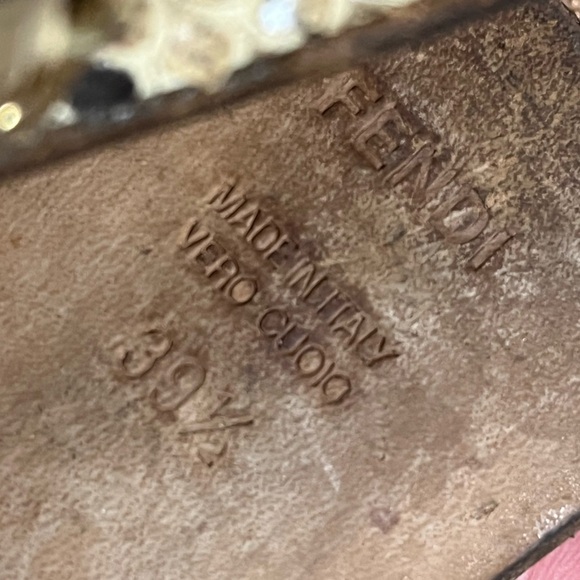 FENDI
MADE IN ITALY
VERO CUOIO
39½